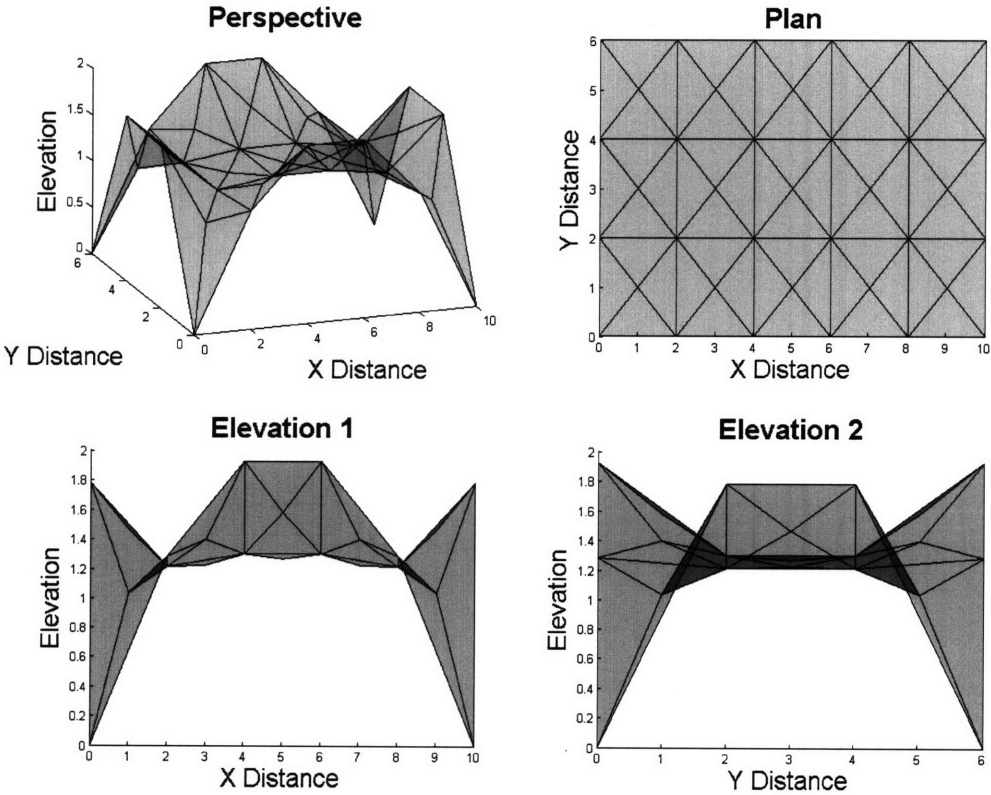 Perspective
Elevation
2
1.5
1
0.5
0
6
4
2
0
0
2
4
6
8
10
Y Distance
X Distance
Plan
Y Distance
6
5
4
3
2
1
0
0 1 2 3 4 5 6 7 8 9 10
X Distance
Elevation 1
Elevation
2
1.8
1.6
1.4
1.2
1
0.8
0.6
0.4
0.2
0
0 1 2 3 4 5 6 7 8 9 10
X Distance
Elevation 2
Elevation
2
1.8
1.6
1.4
1.2
1
0.8
0.6
0.4
0.2
0
0 1 2 3 4 5 6
Y Distance